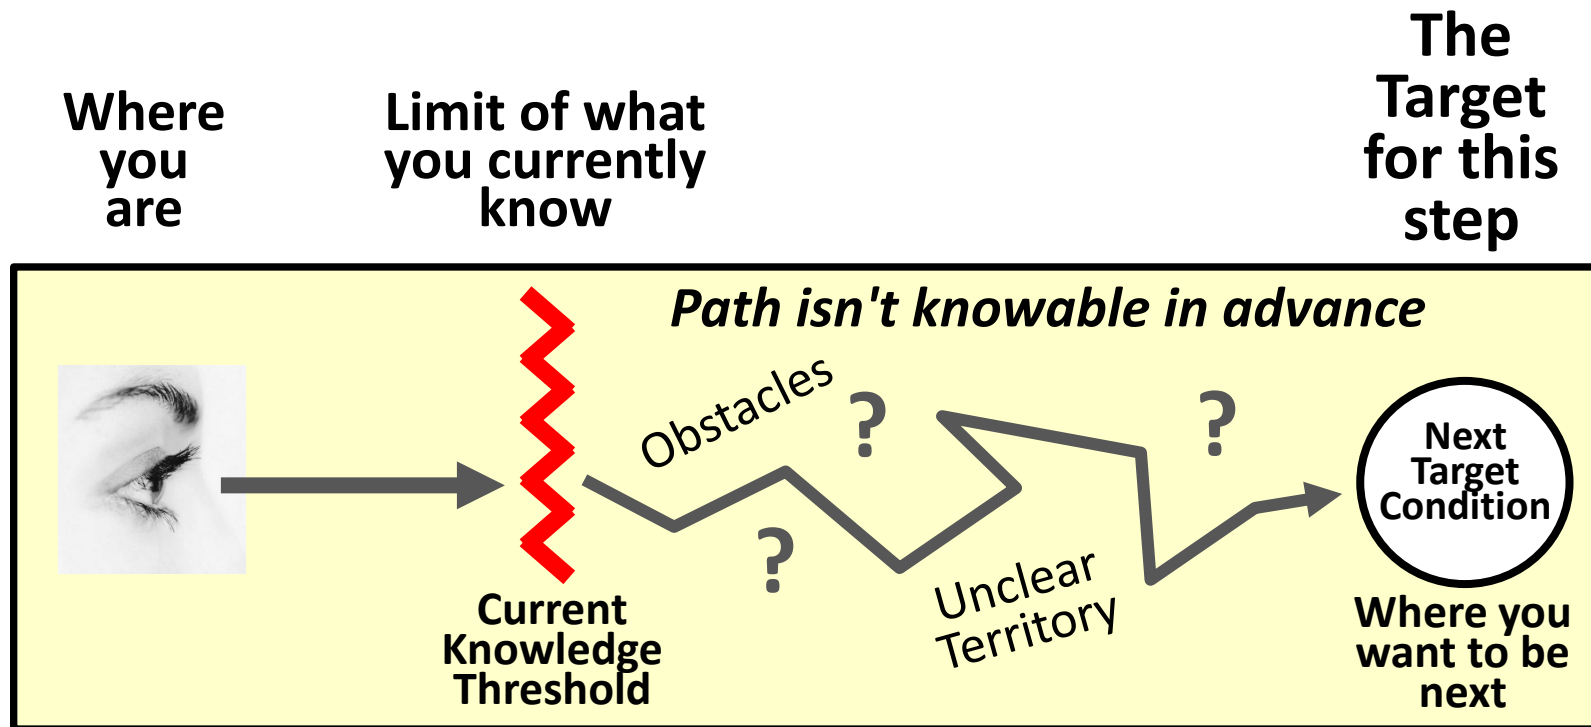 Where
you
are
Limit of what
you currently
know
The
Target
for this
step
Path isn't knowable in advance
Obstacles
?
?
?
Unclear
Territory
Next
Target
Condition
Current
Knowledge
Threshold
Where you
want to be
next